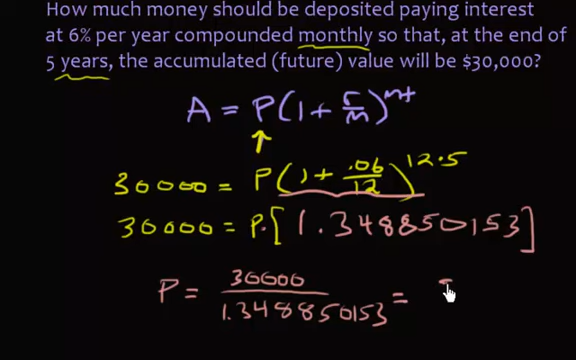 How much money should be deposited paying interest
at 6% per year compounded monthly so that, at the end of
5 years, the accumulated (future) value will be $30,000?
A = P(1 + r/m)^mt
30000 = P(1 + .06/12)^12·5
30000 = P·[1.348850153]
P = 30000/1.348850153 =